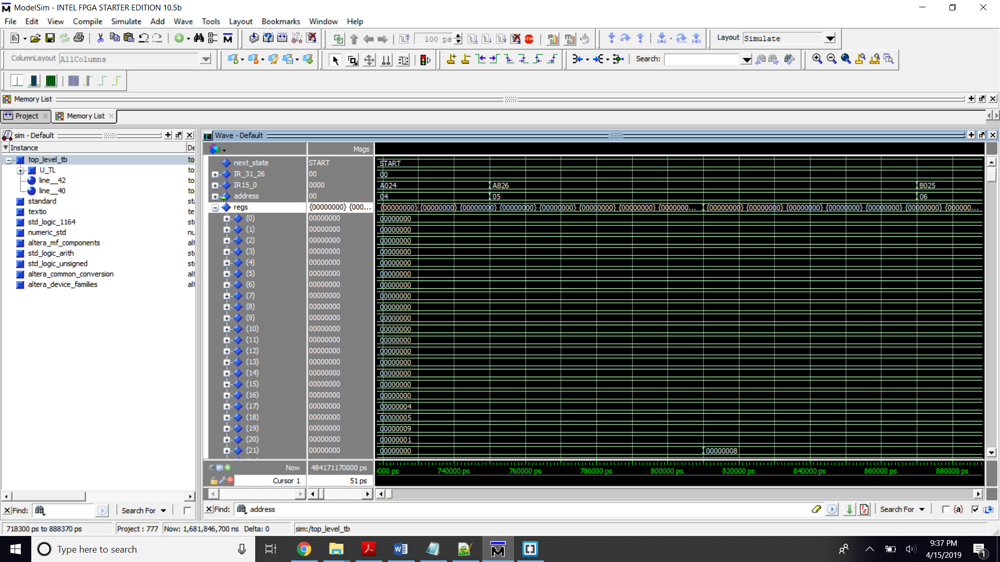 ModelSim - INTEL FPGA STARTER EDITION 10.5b
File Edit View Compile Simulate Add Wave Tools Layout Bookmarks Window Help
100 ps
Layout Simulate
ColumnLayout AllColumns
Search:
Memory List
Project
Memory List
sim - Default
Instance
De
top_level_tb to
U_TL to
line__42 to
line__40 to
standard sta
textio te
std_logic_1164 sto
numeric_std nu
altera_mf_components alt
std_logic_arith sto
std_logic_unsigned sto
altera_common_conversion alt
altera_device_families alt
Wave - Default
Msgs
next_state START START
IR_31_26 00 00
IR15_0 0000 A024 A826 B025
address 00 04 05 06
regs {00000000} {000... {00000000} {00000000} {00000000} {00000000} {00000000} {00000000} {00000000} {0000000... {00000000} {00000000} {00000000} {00000000} {00000000} {00000000} {000000...
(0) 00000000 00000000
(1) 00000000 00000000
(2) 00000000 00000000
(3) 00000000 00000000
(4) 00000000 00000000
(5) 00000000 00000000
(6) 00000000 00000000
(7) 00000000 00000000
(8) 00000000 00000000
(9) 00000000 00000000
(10) 00000000 00000000
(11) 00000000 00000000
(12) 00000000 00000000
(13) 00000000 00000000
(14) 00000000 00000000
(15) 00000000 00000000
(16) 00000000 00000000
(17) 00000000 00000004
(18) 00000000 00000005
(19) 00000000 00000009
(20) 00000000 00000001
(21) 00000000 00000000 00000008
Now 484171170000 ps 000 ps 740000 ps 760000 ps 780000 ps 800000 ps 820000 ps 840000 ps 860000 ps 880000 ps
Cursor 1 51 ps
Find: Search For
Find: address Search For {a}
718300 ps to 888370 ps Project : 777 Now: 1,681,846,700 ns Delta: 0 sim:/top_level_tb
Type here to search
9:37 PM
4/15/2019
1